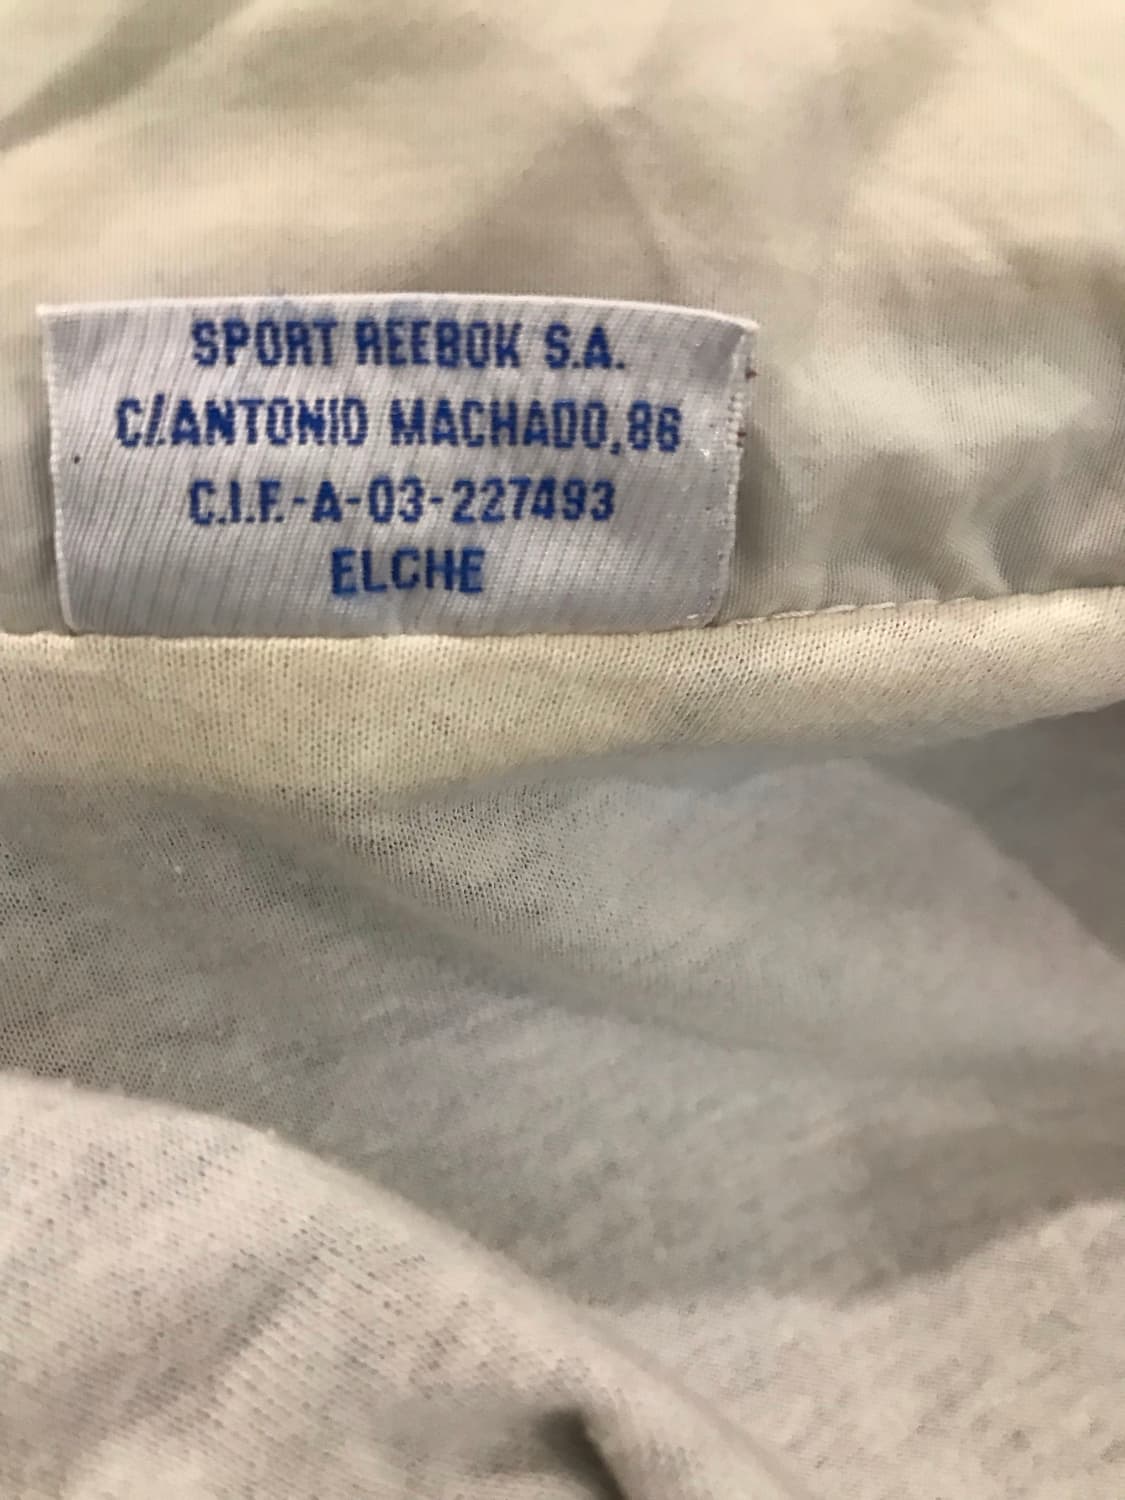 SPORT REEBOK S.A.
C/ANTONIO MACHADO,86
C.I.F.-A-03-227493
ELCHE